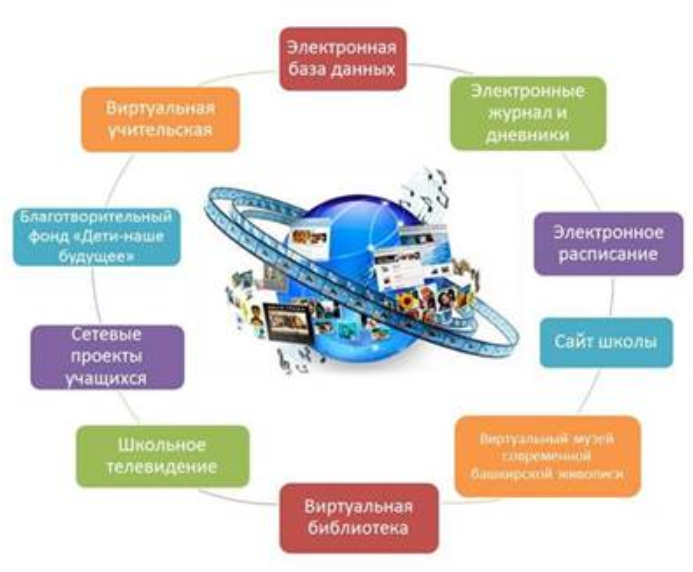 Электронная
база данных
Электронные
журнал и
дневники
Электронное
расписание
Сайт школы
Виртуальный музей
современной
башкирской живописи
Виртуальная
библиотека
Школьное
телевидение
Сетевые
проекты
учащихся
Благотворительный
фонд «Дети-наше
будущее»
Виртуальная
учительская